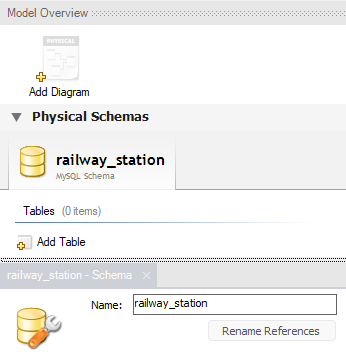 Model Overview
PHYSICAL
Add Diagram
Physical Schemas
railway_station
MySQL Schema
Tables (0 items)
Add Table
railway_station - Schema
Name: railway_station
Rename References